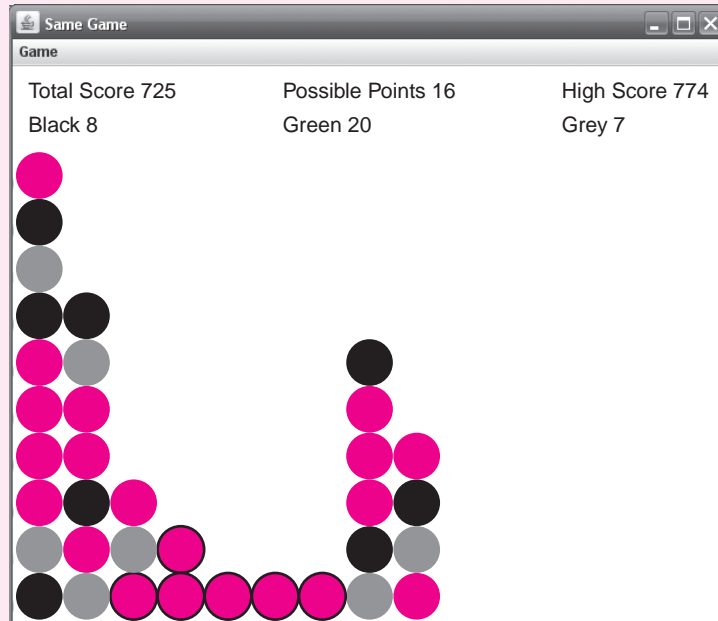 Same Game
Game
Total Score 725 Possible Points 16 High Score 774
Black 8 Green 20 Grey 7